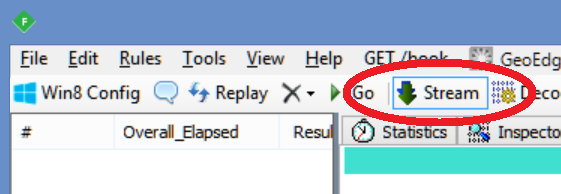 F
File Edit Rules Tools View Help GET /book GeoEdg
Win8 Config Replay Go Stream Deco
# Overall_Elapsed Resul Statistics Inspecto